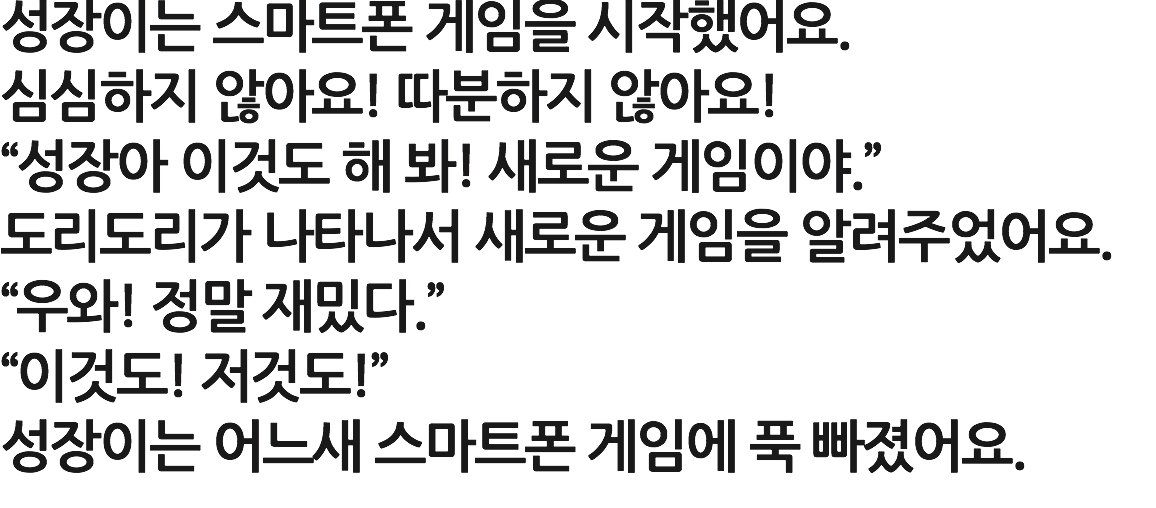 성장이는 스마트폰 게임을 시작했어요.
심심하지 않아요! 따분하지 않아요!
“성장아 이것도 해 봐! 새로운 게임이야.”
도리도리가 나타나서 새로운 게임을 알려주었어요.
“우와! 정말 재밌다.”
“이것도! 저것도!”
성장이는 어느새 스마트폰 게임에 푹 빠졌어요.